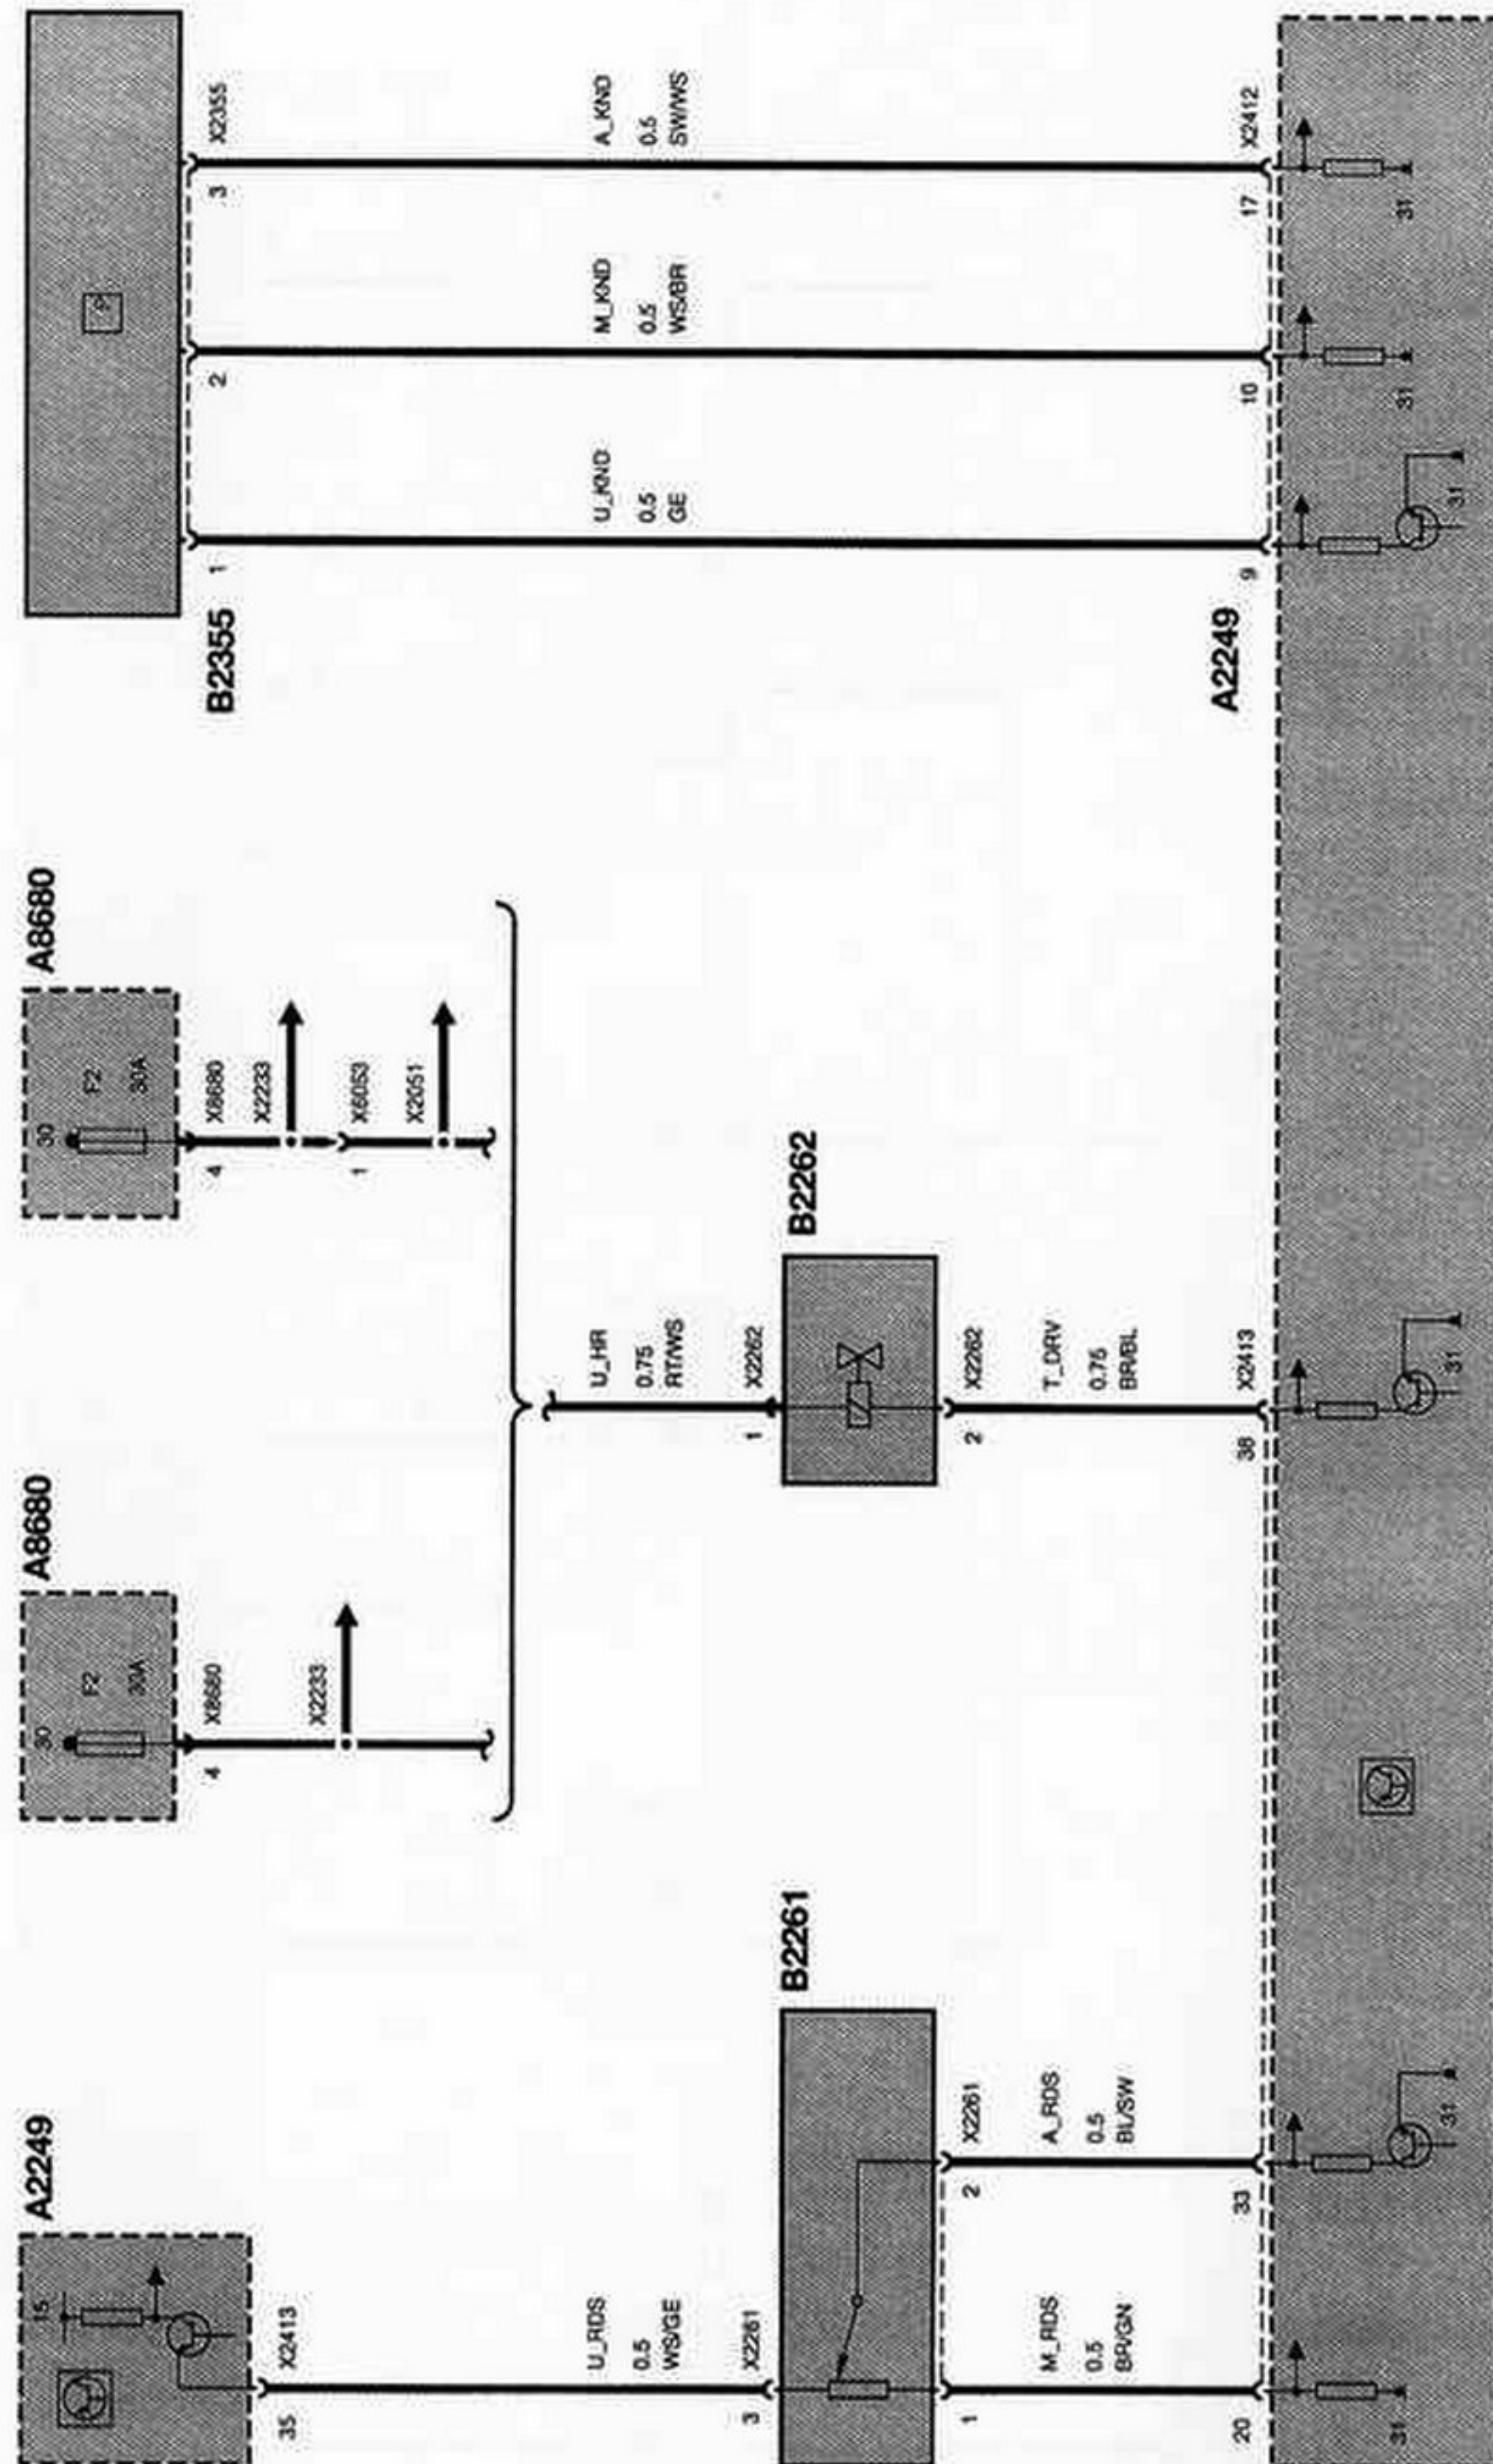 A2249
A8680
A8680
15
30
F2
30A
30
F2
30A
35
X2413
4
X8680
X2233
4
X8680
X2233
1
X6053
X2051
B2355
1
2
3
X2355
U_RDS
0.5
WS/GE
3
X2261
U_HR
0.75
RT/WS
1
X2262
U_KND
0.5
GE
M_KND
0.5
WS/BR
A_KND
0.5
SW/WS
B2261
B2262
1
2
X2261
2
X2262
M_RDS
0.5
BR/GN
A_RDS
0.5
BL/SW
T_DRV
0.75
BR/BL
A2249
20
33
38
X2413
9
10
17
X2412
31
31
31
31
31
31